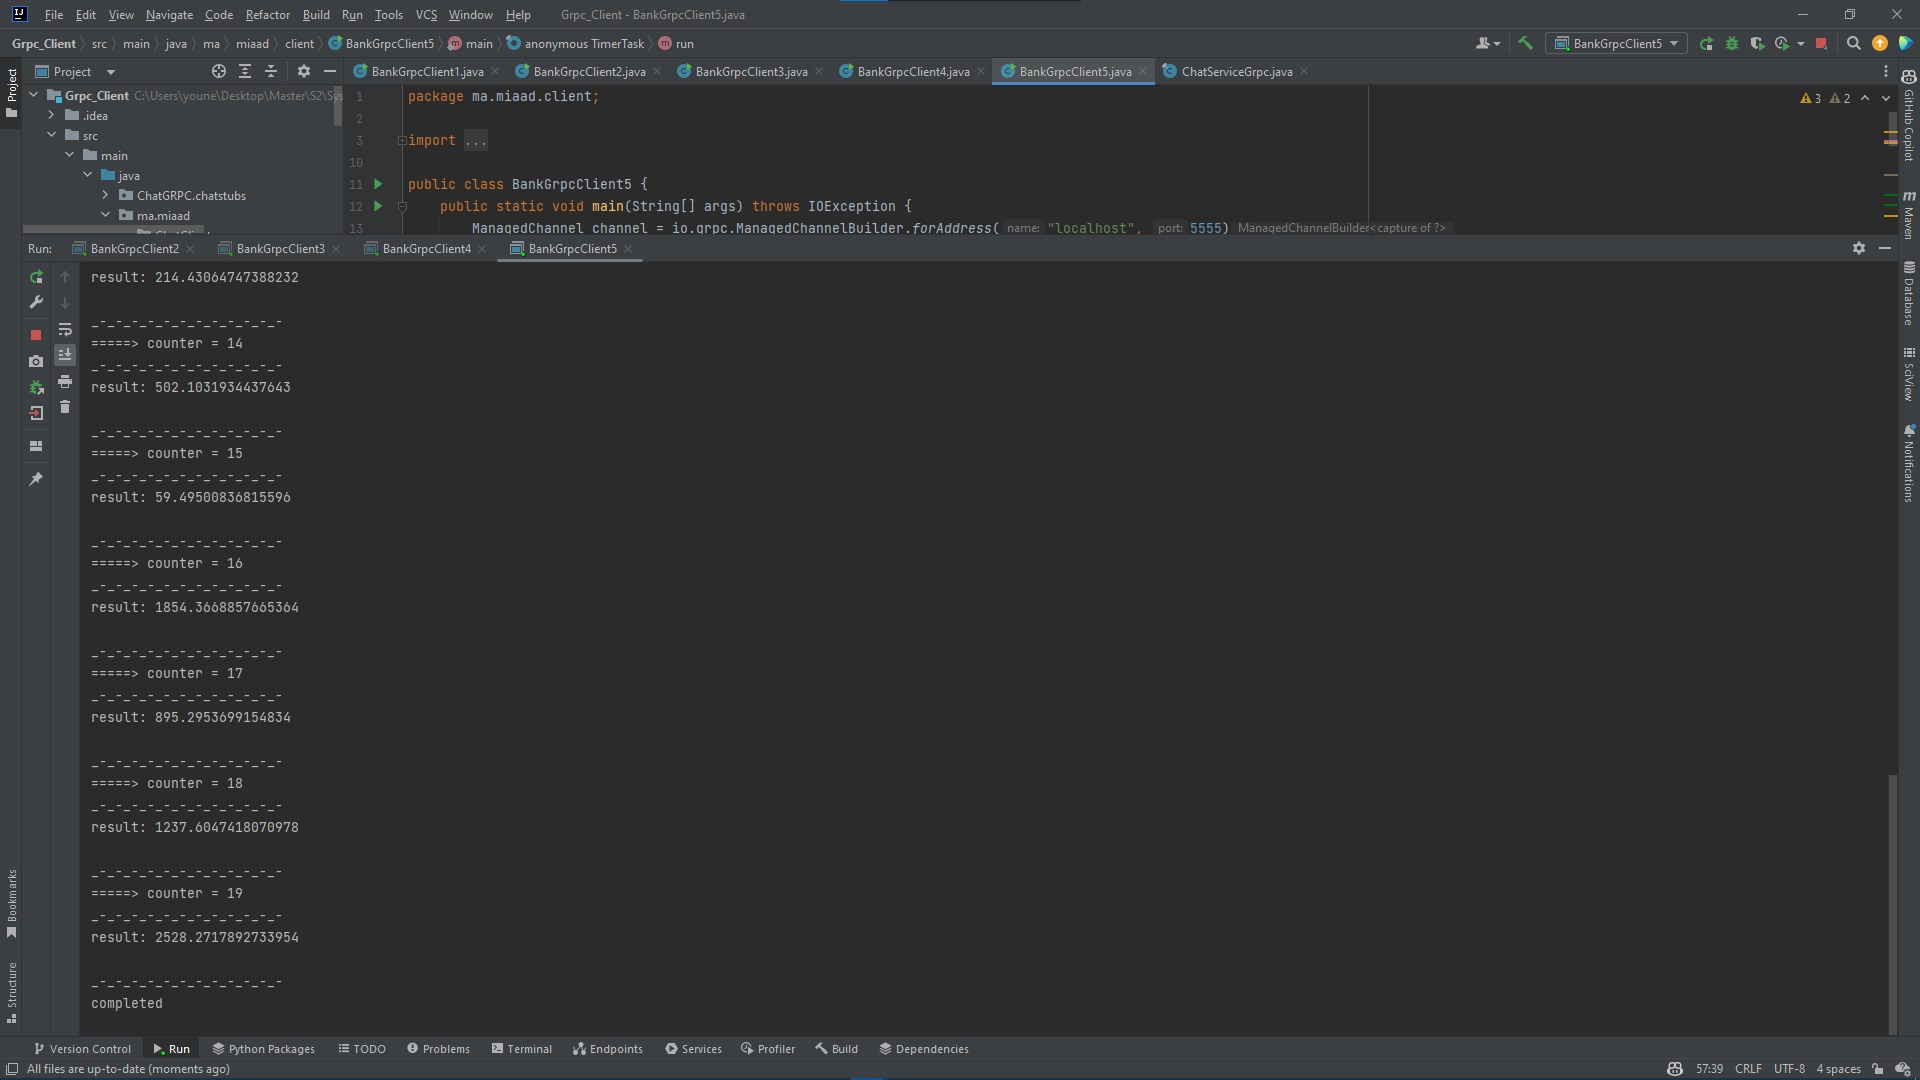 File Edit View Navigate Code Refactor Build Run Tools VCS Window Help Grpc_Client - BankGrpcClient5.java
Grpc_Client src main java ma miaad client BankGrpcClient5 main anonymous TimerTask run BankGrpcClient5
Project
BankGrpcClient1.java BankGrpcClient2.java BankGrpcClient3.java BankGrpcClient4.java BankGrpcClient5.java ChatServiceGrpc.java
Project
Grpc_Client C:\Users\youne\Desktop\Master\S2\Sys
.idea
src
main
java
ChatGRPC.chatstubs
ma.miaad
1 package ma.miaad.client;
2
3 import ...
10
11 public class BankGrpcClient5 {
12 public static void main(String[] args) throws IOException {
13 ManagedChannel channel = io.grpc.ManagedChannelBuilder.forAddress( name: "localhost", port: 5555) ManagedChannelBuilder<capture of ?>
3 2
Run: BankGrpcClient2 BankGrpcClient3 BankGrpcClient4 BankGrpcClient5
result: 214.43064747388232
_-_-_-_-_-_-_-_-_-_-_-_-
=====> counter = 14
_-_-_-_-_-_-_-_-_-_-_-_-
result: 502.1031934437643
_-_-_-_-_-_-_-_-_-_-_-_-
=====> counter = 15
_-_-_-_-_-_-_-_-_-_-_-_-
result: 59.49500836815596
_-_-_-_-_-_-_-_-_-_-_-_-
=====> counter = 16
_-_-_-_-_-_-_-_-_-_-_-_-
result: 1854.3668857665364
_-_-_-_-_-_-_-_-_-_-_-_-
=====> counter = 17
_-_-_-_-_-_-_-_-_-_-_-_-
result: 895.2953699154834
_-_-_-_-_-_-_-_-_-_-_-_-
=====> counter = 18
_-_-_-_-_-_-_-_-_-_-_-_-
result: 1237.6047418070978
_-_-_-_-_-_-_-_-_-_-_-_-
=====> counter = 19
_-_-_-_-_-_-_-_-_-_-_-_-
result: 2528.2717892733954
_-_-_-_-_-_-_-_-_-_-_-_-
completed
Bookmarks
Structure
GitHub Copilot
Maven
Database
SciView
Notifications
Version Control Run Python Packages TODO Problems Terminal Endpoints Services Profiler Build Dependencies
All files are up-to-date (moments ago) 57:39 CRLF UTF-8 4 spaces